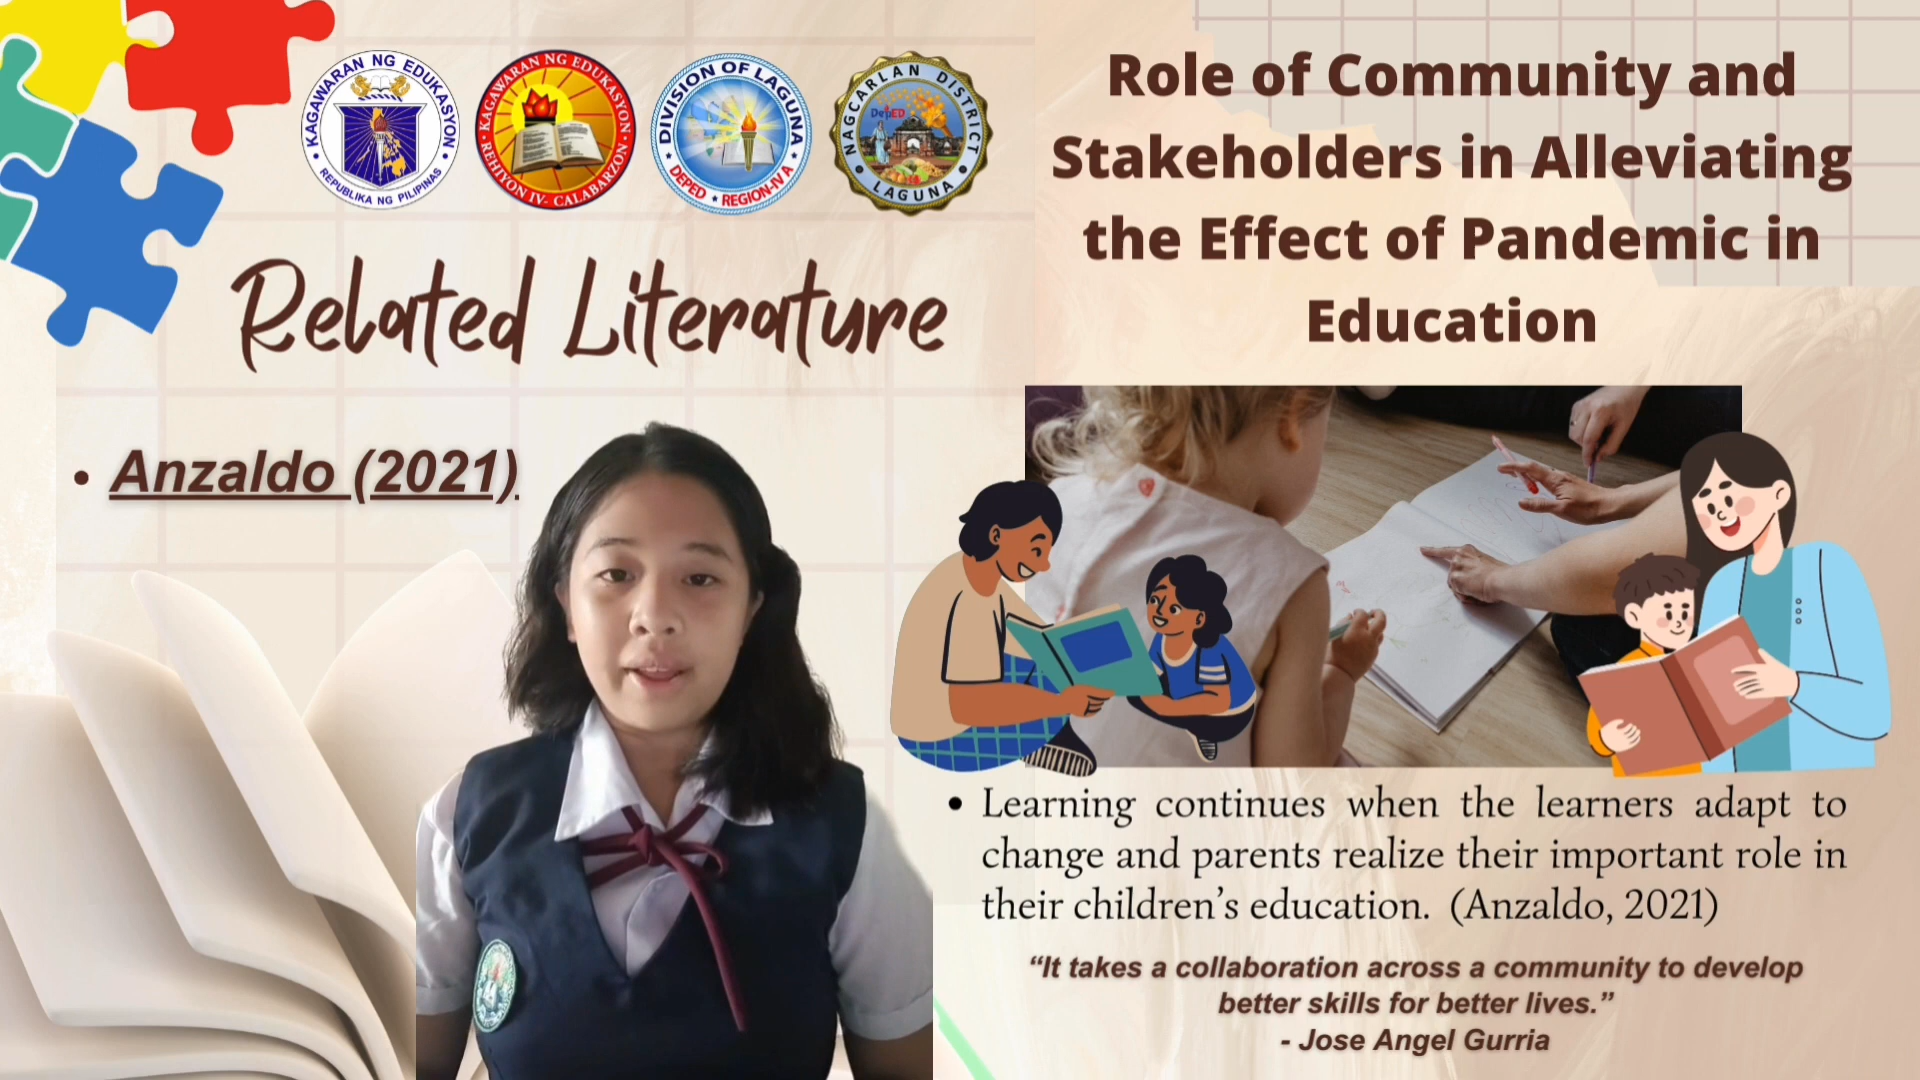 KAGAWARAN NG EDUKASYON
REPUBLIKA NG PILIPINAS
KAGAWARAN NG EDUKASYON
REHIYON IV- CALABARZON
DIVISION OF LAGUNA
DEPED ★ REGION-IV A
NAGCARLAN DISTRICT
DepED
LAGUNA
Related Literature
• Anzaldo (2021)
Role of Community and
Stakeholders in Alleviating
the Effect of Pandemic in
Education
• Learning continues when the learners adapt to
change and parents realize their important role in
their children’s education. (Anzaldo, 2021)
“It takes a collaboration across a community to develop
better skills for better lives.”
- Jose Angel Gurria